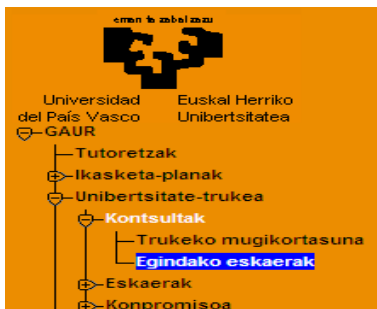 eman ta zabal zazu
Universidad Euskal Herriko
del País Vasco Unibertsitatea
GAUR
Tutoretzak
Ikasketa-planak
Unibertsitate-trukea
Kontsultak
Trukeko mugikortasuna
Egindako eskaerak
Eskaerak
Konpromisoa